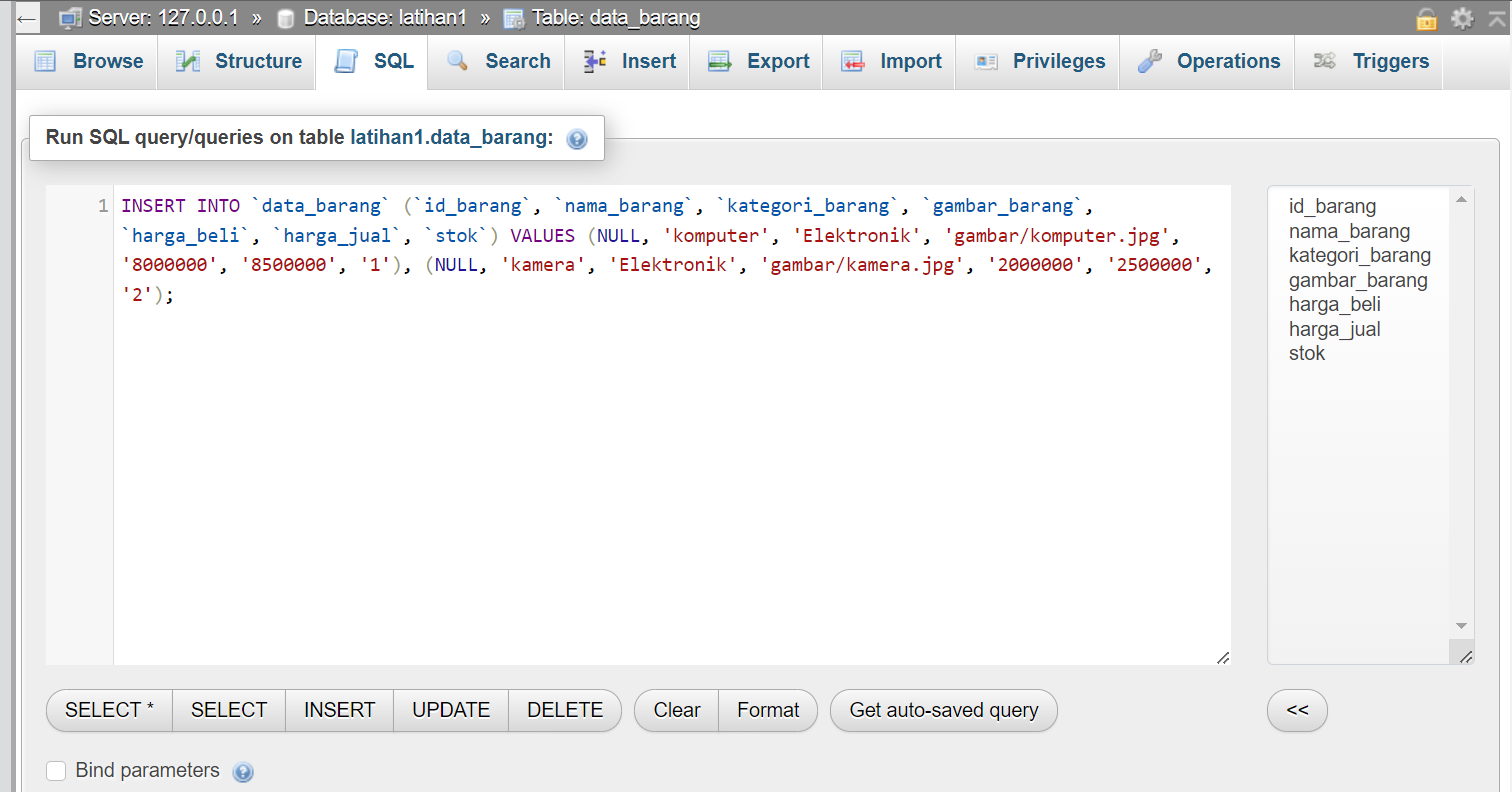 Server: 127.0.0.1 » Database: latihan1 » Table: data_barang
Browse Structure SQL Search Insert Export Import Privileges Operations Triggers
Run SQL query/queries on table latihan1.data_barang:
1 INSERT INTO `data_barang` (`id_barang`, `nama_barang`, `kategori_barang`, `gambar_barang`,
`harga_beli`, `harga_jual`, `stok`) VALUES (NULL, 'komputer', 'Elektronik', 'gambar/komputer.jpg',
'8000000', '8500000', '1'), (NULL, 'kamera', 'Elektronik', 'gambar/kamera.jpg', '2000000', '2500000',
'2');
id_barang
nama_barang
kategori_barang
gambar_barang
harga_beli
harga_jual
stok
SELECT * SELECT INSERT UPDATE DELETE Clear Format Get auto-saved query <<
Bind parameters